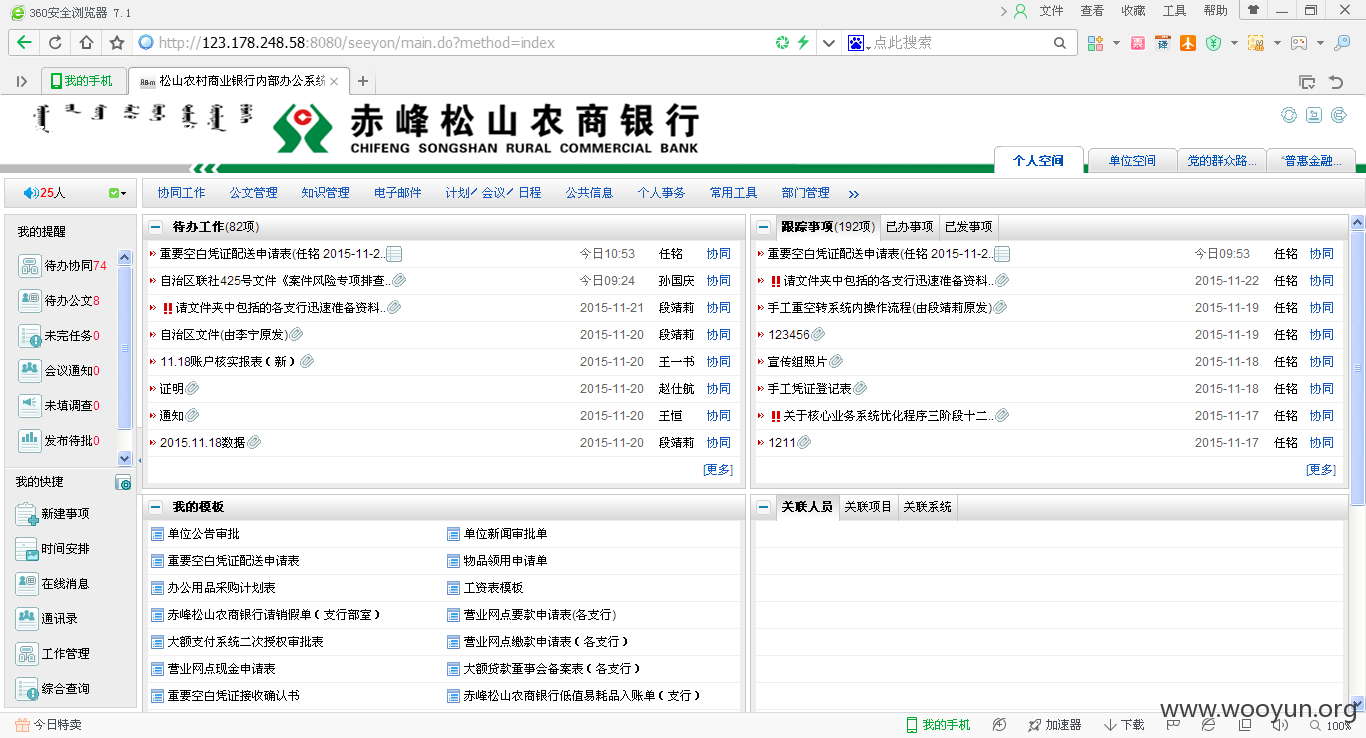 360安全浏览器 7.1 文件 查看 收藏 工具 帮助
http://123.178.248.58:8080/seeyon/main.do?method=index 点此搜索
我的手机 A8-m 松山农村商业银行内部办公系统
赤峰松山农商银行
CHIFENG SONGSHAN RURAL COMMERCIAL BANK
个人空间 单位空间 党的群众路... “普惠金融...
25人 协同工作 公文管理 知识管理 电子邮件 计划/会议/日程 公共信息 个人事务 常用工具 部门管理 »
我的提醒
待办协同74
待办公文8
未完任务0
会议通知0
未填调查0
发布待批0
我的快捷
新建事项
时间安排
在线消息
通讯录
工作管理
综合查询
待办工作(82项)
重要空白凭证配送申请表(任铭 2015-11-2.. 今日10:53 任铭 协同
自治区联社425号文件《案件风险专项排查.. 今日09:24 孙国庆 协同
!!请文件夹中包括的各支行迅速准备资料.. 2015-11-21 段靖莉 协同
自治区文件(由李宁原发) 2015-11-20 段靖莉 协同
11.18账户核实报表（新） 2015-11-20 王一书 协同
证明 2015-11-20 赵仕航 协同
通知 2015-11-20 王恒 协同
2015.11.18数据 2015-11-20 段靖莉 协同
[更多]
跟踪事项(192项) 已办事项 已发事项
重要空白凭证配送申请表(任铭 2015-11-2.. 今日09:53 任铭 协同
!!请文件夹中包括的各支行迅速准备资料.. 2015-11-22 任铭 协同
手工重空转系统内操作流程(由段靖莉原发) 2015-11-19 任铭 协同
123456 2015-11-19 任铭 协同
宣传组照片 2015-11-18 任铭 协同
手工凭证登记表 2015-11-18 任铭 协同
!!关于核心业务系统优化程序三阶段十二.. 2015-11-17 任铭 协同
1211 2015-11-17 任铭 协同
[更多]
我的模板
单位公告审批 单位新闻审批单
重要空白凭证配送申请表 物品领用申请单
办公用品采购计划表 工资表模板
赤峰松山农商银行请销假单（支行部室） 营业网点要款申请表(各支行)
大额支付系统二次授权审批表 营业网点缴款申请表（各支行）
营业网点现金申请表 大额贷款董事会备案表（各支行）
重要空白凭证接收确认书 赤峰松山农商银行低值易耗品入账单（支行）
关联人员 关联项目 关联系统
www.wooyun.org
今日特卖 我的手机 加速器 下载 100%